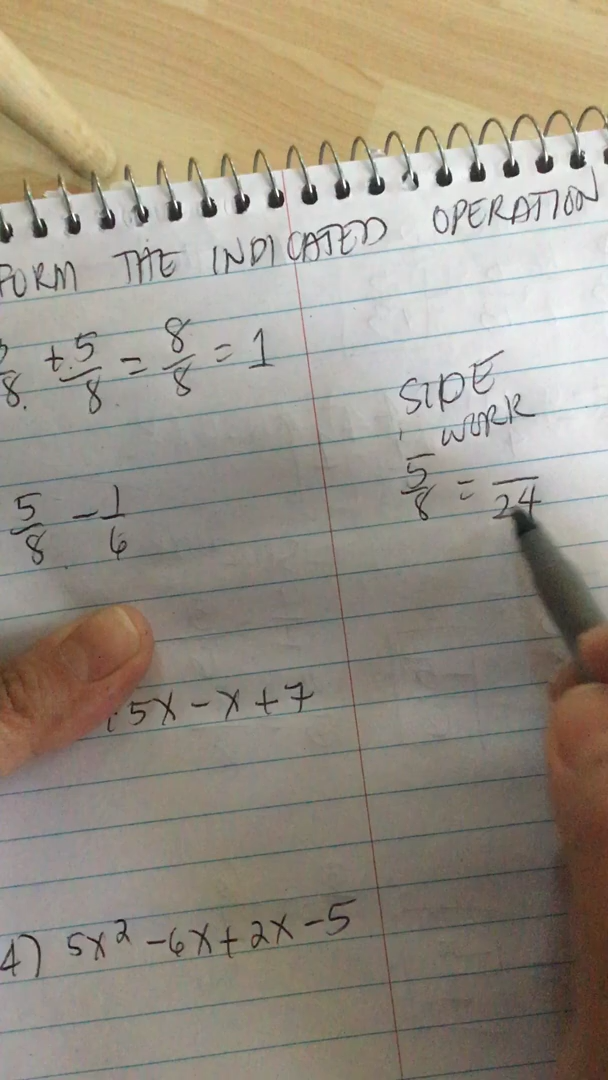 FORM THE INDICATED OPERATION
/8 + 5/8 = 8/8 = 1
SIDE
WORK
5/8 = /24
5/8 - 1/6
5x - x + 7
4) 5x² - 6x + 2x - 5